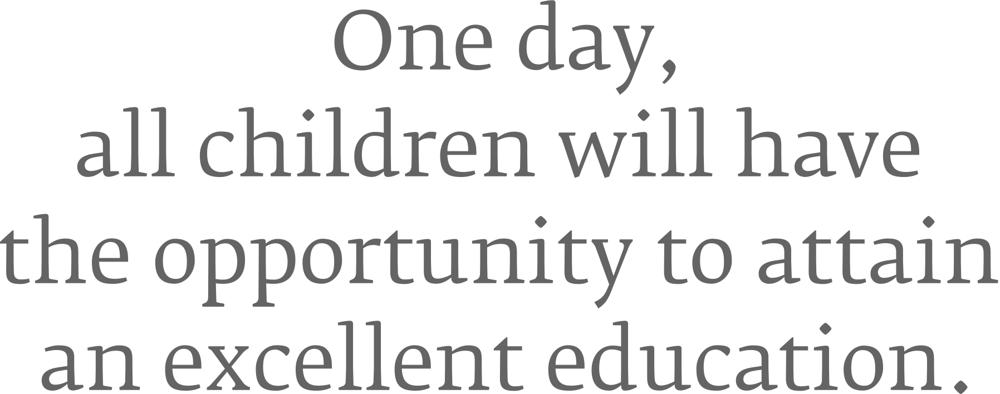 One day,
all children will have
the opportunity to attain
an excellent education.